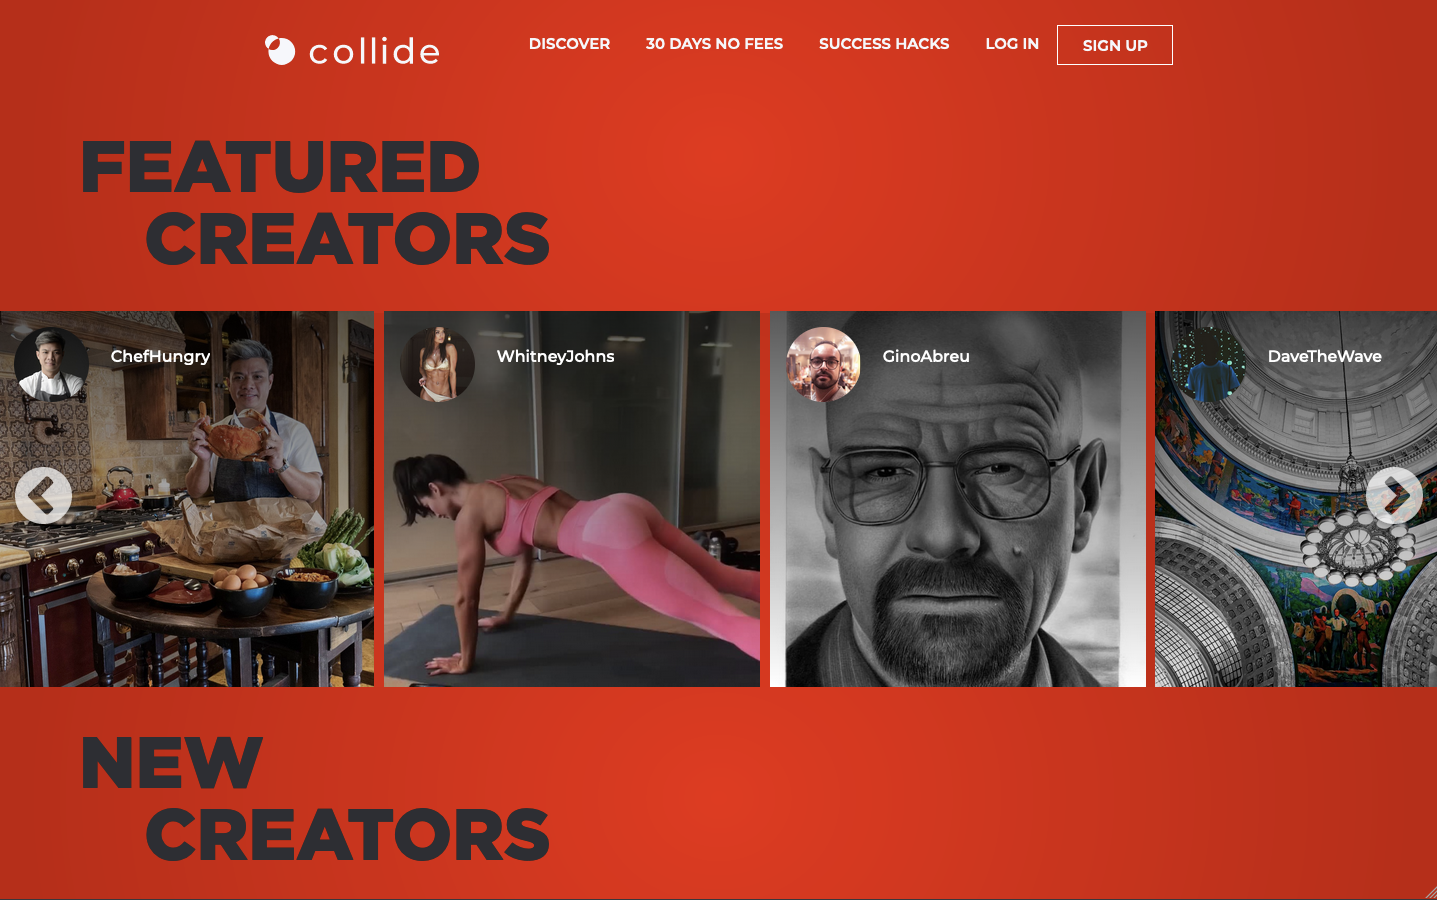 collide
DISCOVER
30 DAYS NO FEES
SUCCESS HACKS
LOG IN
SIGN UP
FEATURED
CREATORS
ChefHungry
WhitneyJohns
GinoAbreu
DaveTheWave
NEW
CREATORS